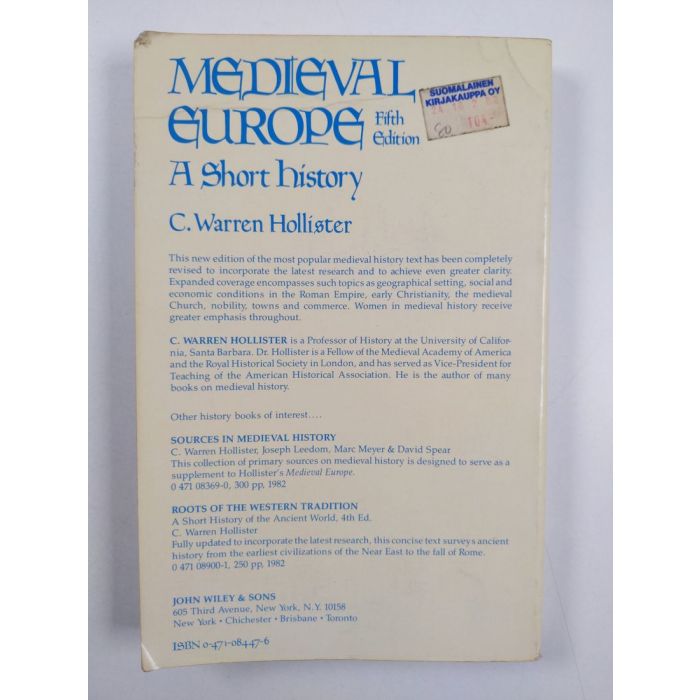 MEDIEVAL
EUROPE Fifth Edition
A Short history
C. Warren Hollister
SUOMALAINEN
KIRJAKAUPPA OY
80 104.-
This new edition of the most popular medieval history text has been completely
revised to incorporate the latest research and to achieve even greater clarity.
Expanded coverage encompasses such topics as geographical setting, social and
economic conditions in the Roman Empire, early Christianity, the medieval
Church, nobility, towns and commerce. Women in medieval history receive
greater emphasis throughout.
C. WARREN HOLLISTER is a Professor of History at the University of Califor-
nia, Santa Barbara. Dr. Hollister is a Fellow of the Medieval Academy of America
and the Royal Historical Society in London, and has served as Vice-President for
Teaching of the American Historical Association. He is the author of many
books on medieval history.
Other history books of interest....
SOURCES IN MEDIEVAL HISTORY
C. Warren Hollister, Joseph Leedom, Marc Meyer & David Spear
This collection of primary sources on medieval history is designed to serve as a
supplement to Hollister's Medieval Europe.
0 471 08369-0, 300 pp, 1982
ROOTS OF THE WESTERN TRADITION
A Short History of the Ancient World, 4th Ed.
C. Warren Hollister
Fully updated to incorporate the latest research, this concise text surveys ancient
history from the earliest civilizations of the Near East to the fall of Rome.
0 471 08900-1, 250 pp, 1982
JOHN WILEY & SONS
605 Third Avenue, New York, N.Y. 10158
New York • Chichester • Brisbane • Toronto
ISBN 0-471-08447-6